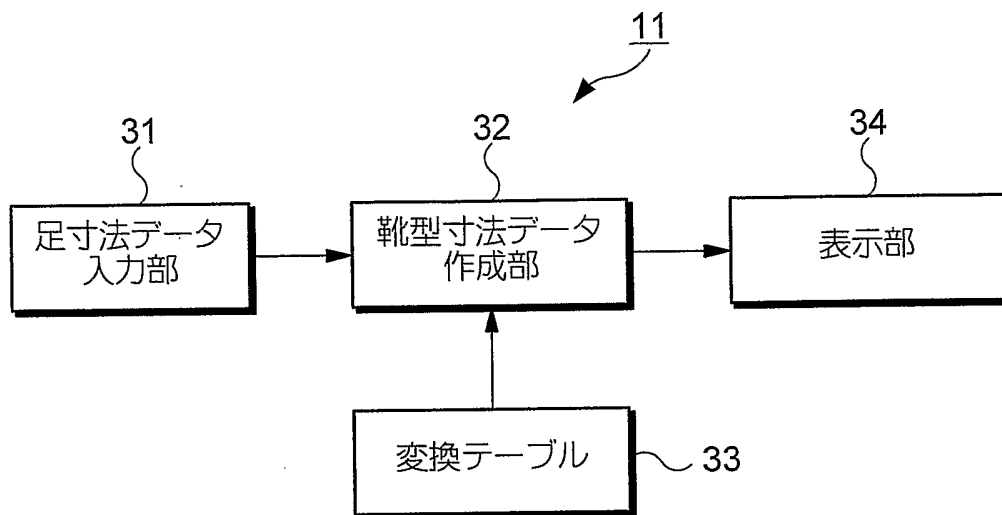 11
31
32
34
足寸法データ
入力部
靴型寸法データ
作成部
表示部
変換テーブル
33